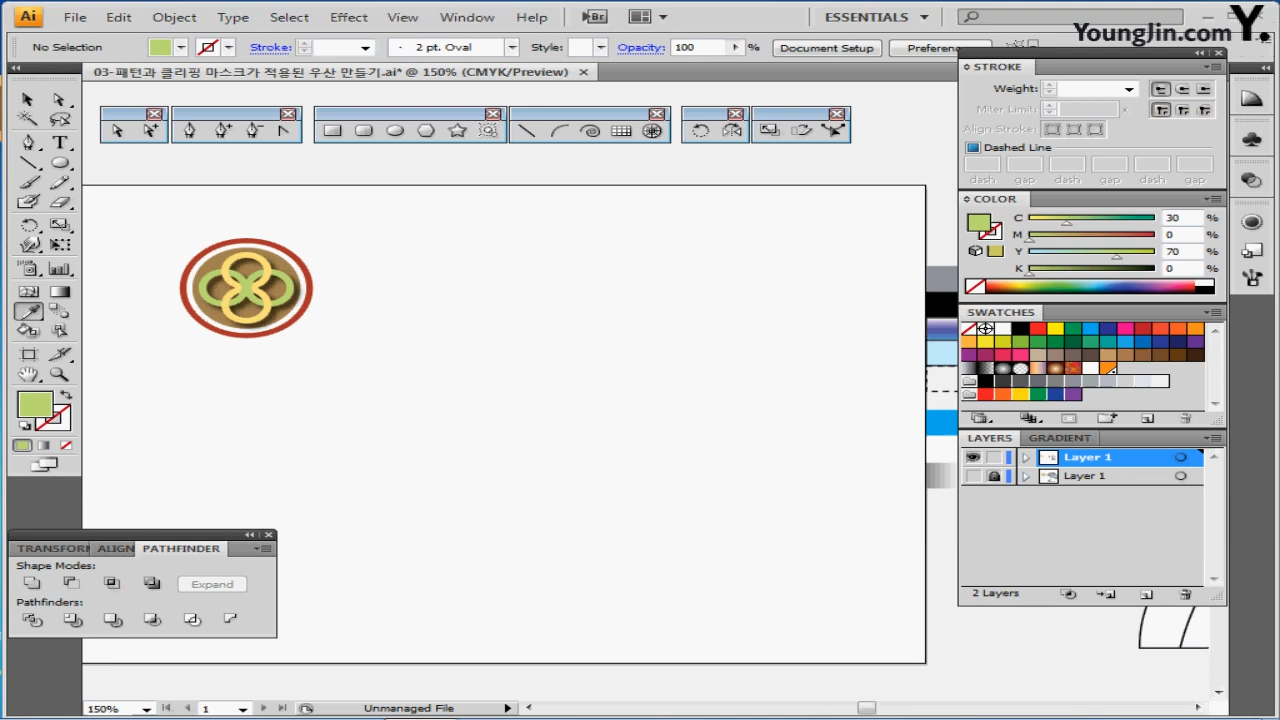 Ai File Edit Object Type Select Effect View Window Help Br ESSENTIALS
YoungJin.com Y.
No Selection Stroke: 2 pt. Oval Style: Opacity: 100 % Document Setup
03-패턴과 클리핑 마스크가 적용된 우산 만들기.ai* @ 150% (CMYK/Preview)
STROKE
Weight:
Miter Limit: x
Align Stroke:
Dashed Line
dash gap dash gap dash gap
COLOR
C 30 %
M 0 %
Y 70 %
K 0 %
SWATCHES
LAYERS GRADIENT
Layer 1
Layer 1
2 Layers
TRANSFORM ALIGN PATHFINDER
Shape Modes:
Expand
Pathfinders:
150% 1 Unmanaged File